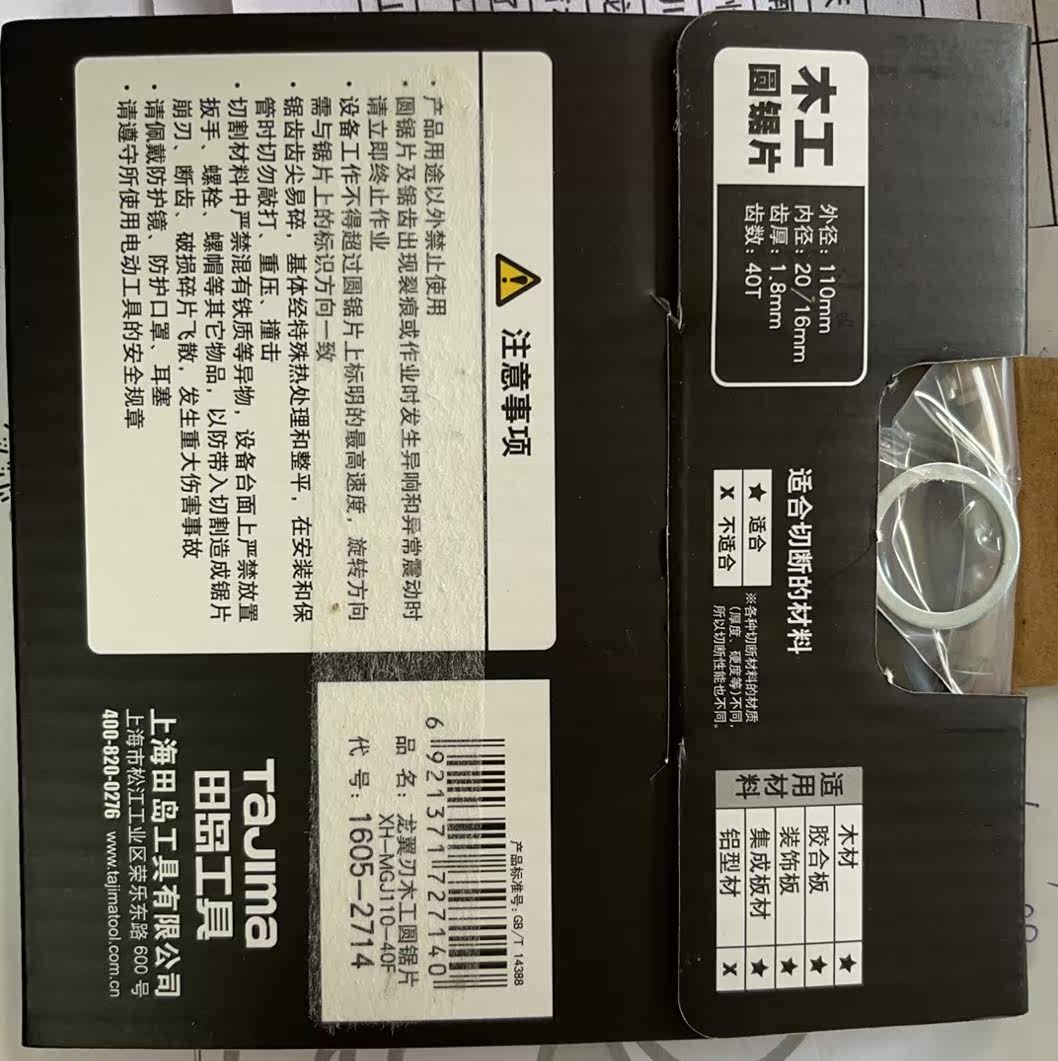 木工
圆锯片
外径：110mm
内径：20/16mm
齿厚：1.8mm
齿数：40T
适合切断的材料
★ 适合
X 不适合
※各种切断材料的材质
(厚度、硬度等)不同，
所以切断性能也不同。
适用材料
木材 ★
胶合板 ★
装饰板 ★
集成板材 ★
铝型材 X
注意事项
· 产品用途以外禁止使用
· 圆锯片及锯齿出现裂痕或作业时发生异响和异常震动时
请立即终止作业
· 设备工作不得超过圆锯片上标明的最高速度，旋转方向
需与锯片上的标识方向一致
· 锯齿齿尖易碎，基体经特殊热处理和整平，在安装和保
管时切勿敲打、重压、撞击
· 切割材料中严禁混有铁质等异物，设备台面上严禁放置
扳手、螺栓、螺帽等其它物品，以防带入切割造成锯片
崩刃、断齿、破损碎片飞散，发生重大伤害事故
· 请佩戴防护镜、防护口罩、耳塞
· 请遵守所使用电动工具的安全规章
产品标准号：GB/T 14388
6 921371 727140
品 名：龙翼刃木工圆锯片
XH-MGJ110-40F
代 号：1605-2714
TaJIma
田岛工具
上海田岛工具有限公司
上海市松江工业区荣乐东路 600 号
400-820-0276 www.tajimatool.com.cn